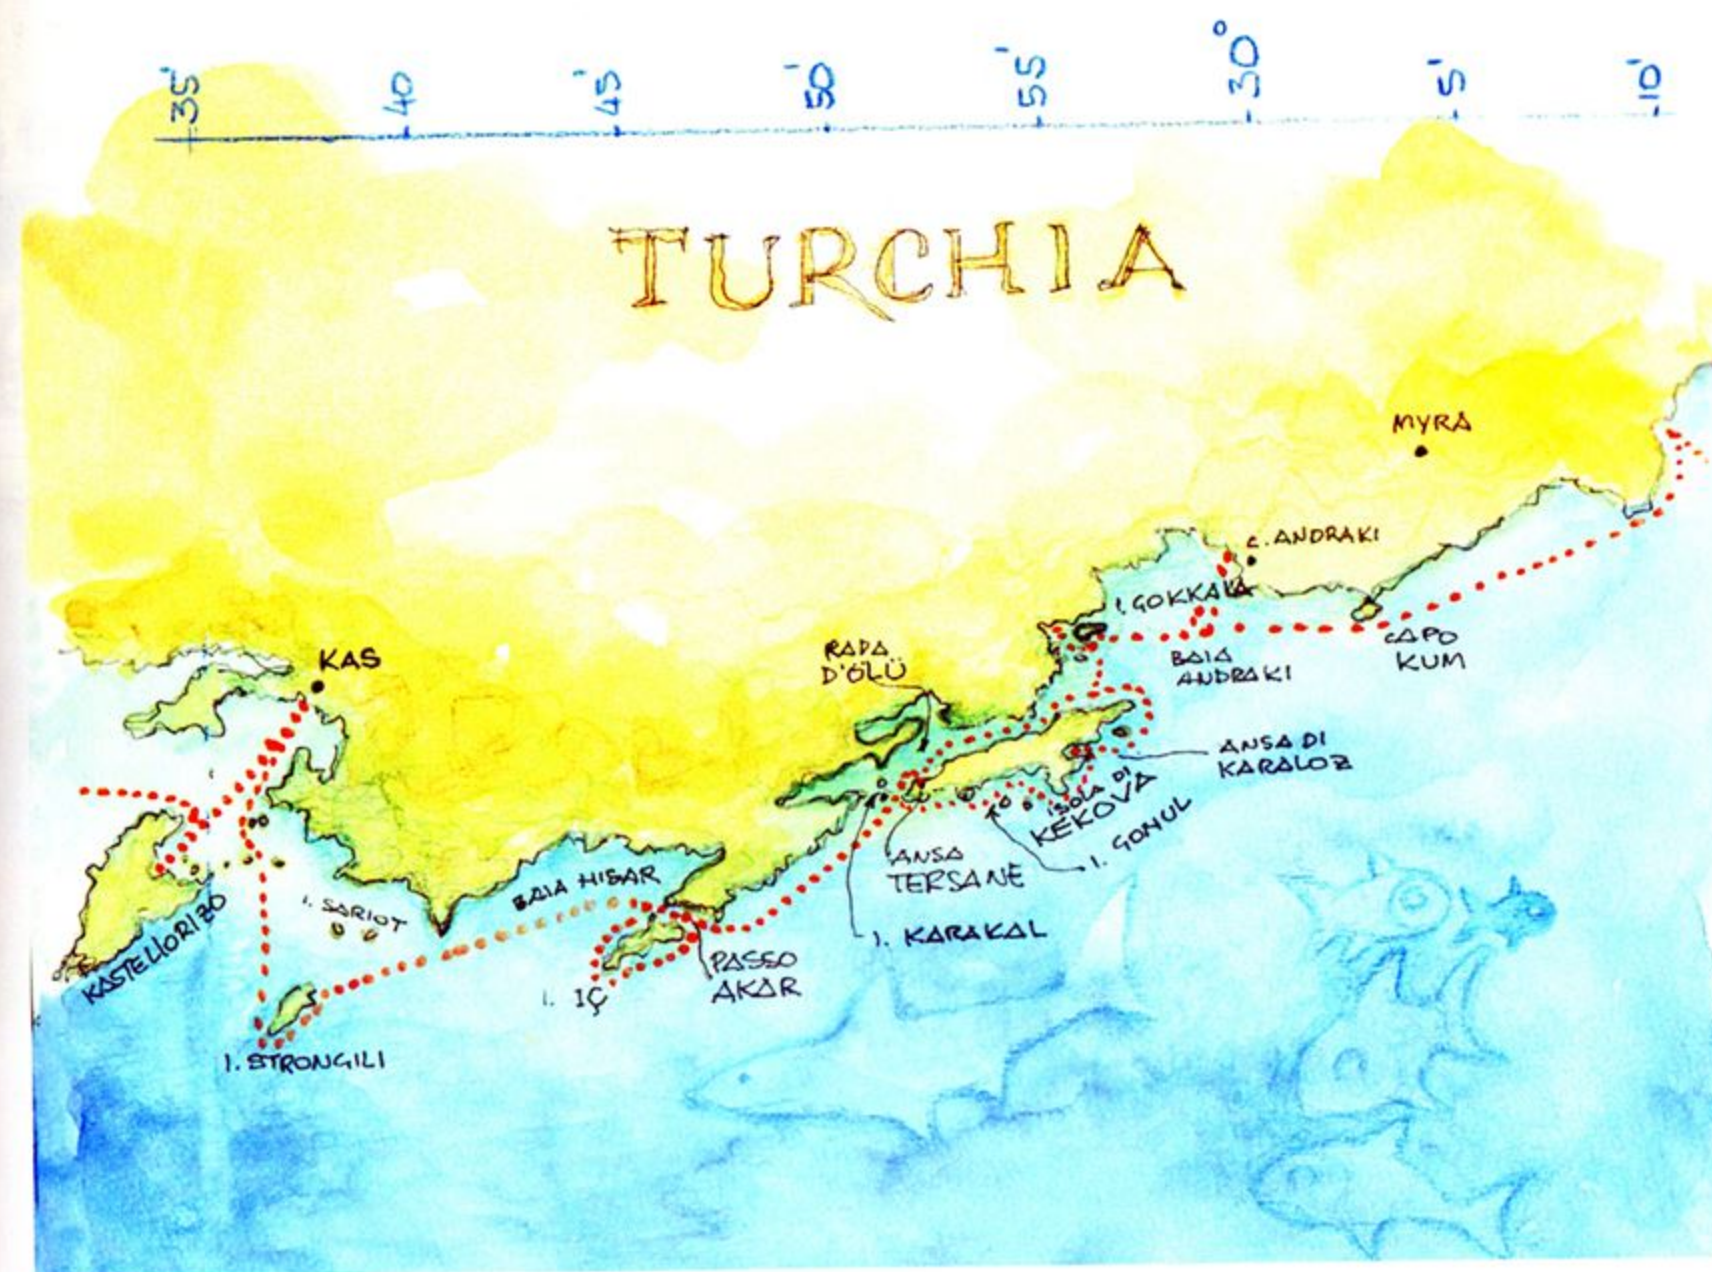 35'
40'
45'
50'
55'
30°
5'
10'
TURCHIA
MYRA
C. ANDRAKI
I. GOKKAIA
KAS
RADA
D'ÖLÜ
BAIA
ANDRAKI
CAPO
KUM
ANSA DI
KARALOZ
ISOLA DI
KEKOVA
I. GONUL
ANSA
TERSANE
I. KARAKAL
BAIA HISAR
I. SARIOT
KASTELLORIZO
PASSO
AKAR
I. IÇ
I. STRONGILI